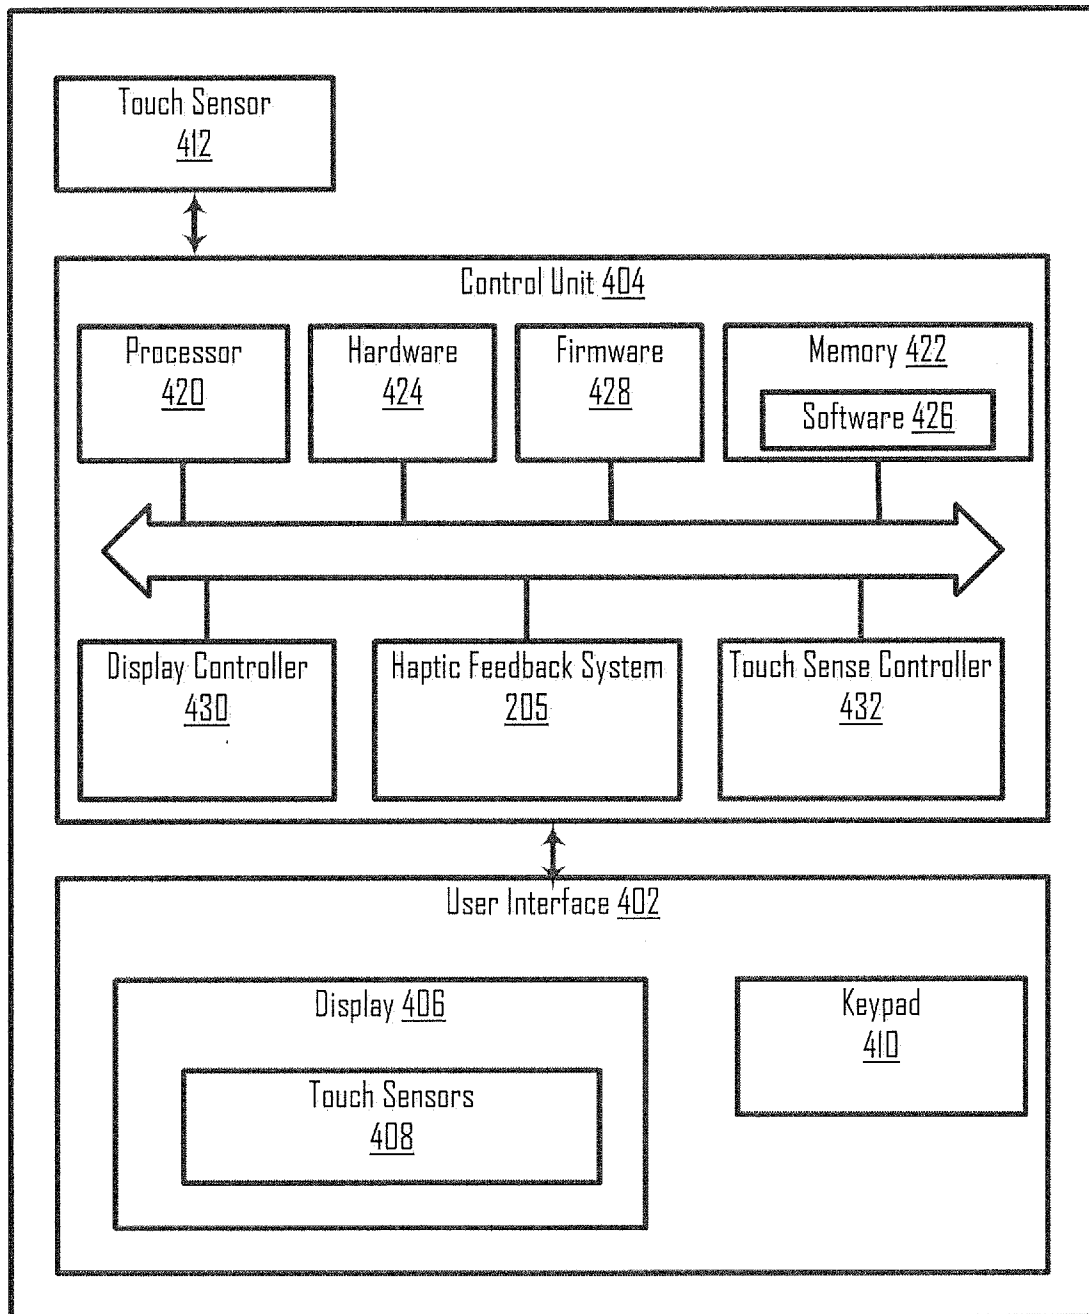 Touch Sensor
412
Control Unit 404
Processor
420
Hardware
424
Firmware
428
Memory 422
Software 426
Display Controller
430
Haptic Feedback System
205
Touch Sense Controller
432
User Interface 402
Display 406
Touch Sensors
408
Keypad
410